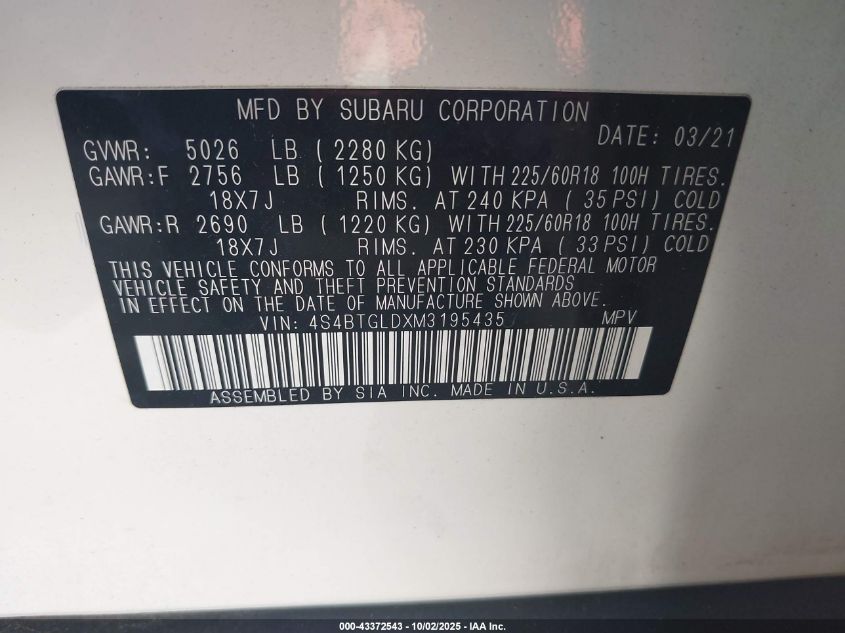 MFD BY SUBARU CORPORATION
DATE: 03/21
GVWR: 5026 LB ( 2280 KG)
GAWR:F 2756 LB ( 1250 KG) WITH 225/60R18 100H TIRES.
18X7J RIMS. AT 240 KPA ( 35 PSI) COLD
GAWR:R 2690 LB ( 1220 KG) WITH 225/60R18 100H TIRES.
18X7J RIMS. AT 230 KPA ( 33 PSI) COLD
THIS VEHICLE CONFORMS TO ALL APPLICABLE FEDERAL MOTOR
VEHICLE SAFETY AND THEFT PREVENTION STANDARDS
IN EFFECT ON THE DATE OF MANUFACTURE SHOWN ABOVE.
VIN: 4S4BTGLDXM3195435 MPV
ASSEMBLED BY SIA INC. MADE IN U.S.A.
000-43372543 - 10/02/2025 - IAA Inc.